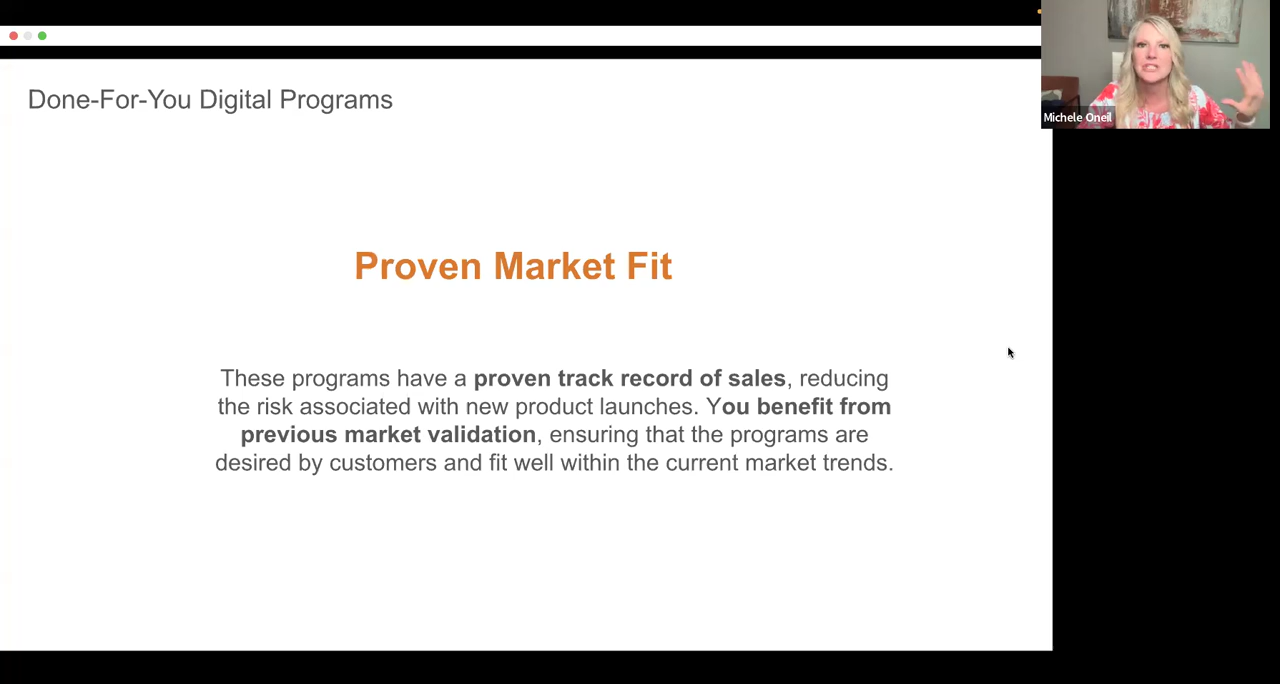 Done-For-You Digital Programs
Michele Oneil
Proven Market Fit
These programs have a proven track record of sales, reducing
the risk associated with new product launches. You benefit from
previous market validation, ensuring that the programs are
desired by customers and fit well within the current market trends.